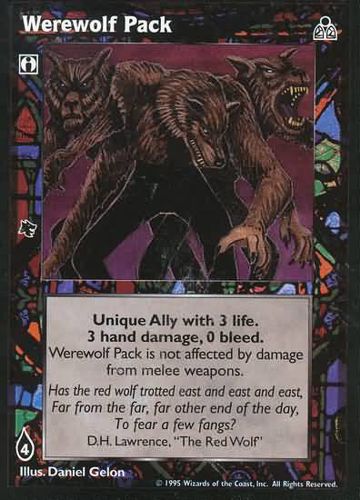 Werewolf Pack
Unique Ally with 3 life.
3 hand damage, 0 bleed.
Werewolf Pack is not affected by damage
from melee weapons.
Has the red wolf trotted east and east and east,
Far from the far, far other end of the day,
To fear a few fangs?
D.H. Lawrence, "The Red Wolf"
4
Illus. Daniel Gelon
© 1995 Wizards of the Coast, Inc. All rights reserved.